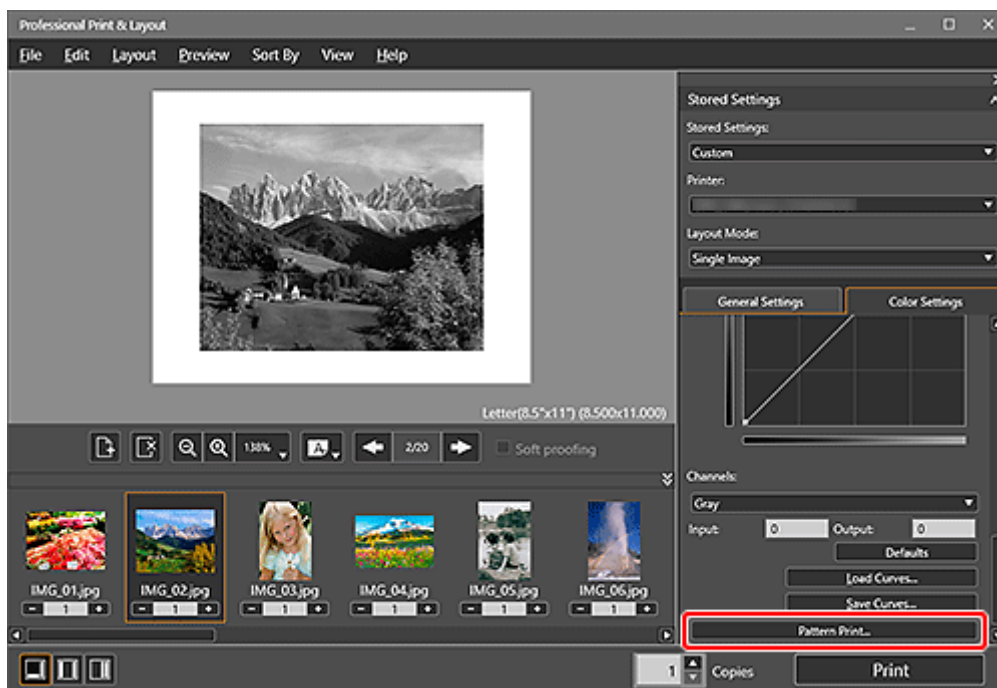 Professional Print & Layout
File Edit Layout Preview Sort By View Help
Letter(8.5"x11") (8.500x11.000)
138% A 2/20 Soft proofing
IMG_01.jpg IMG_02.jpg IMG_03.jpg IMG_04.jpg IMG_05.jpg IMG_06.jpg
1 1 1 1 1 1
Stored Settings
Stored Settings:
Custom
Printer:
Layout Mode:
Single Image
General Settings Color Settings
Channels:
Gray
Input: 0 Output: 0
Defaults
Load Curves...
Save Curves...
Pattern Print...
1 Copies Print